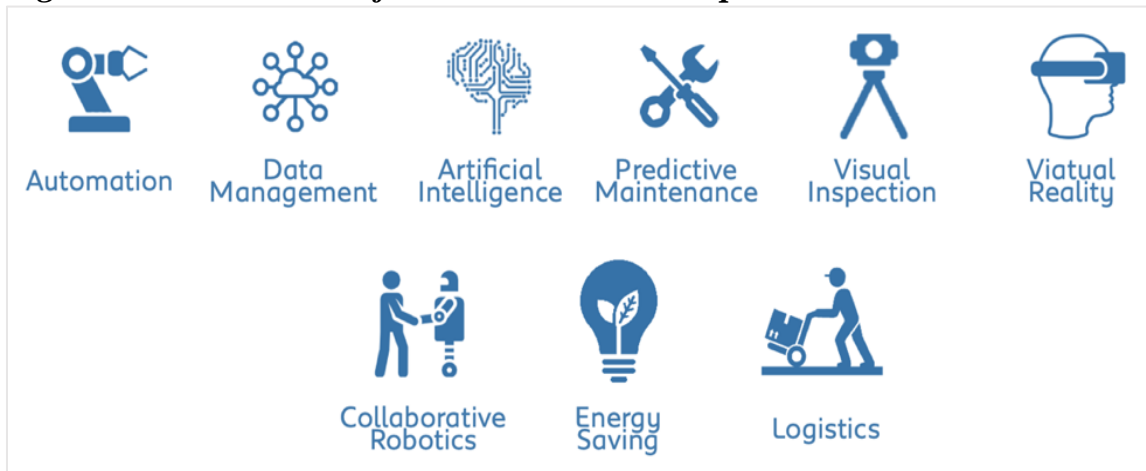 Automation
Data
Management
Artificial
Intelligence
Predictive
Maintenance
Visual
Inspection
Viatual
Reality
Collaborative
Robotics
Energy
Saving
Logistics